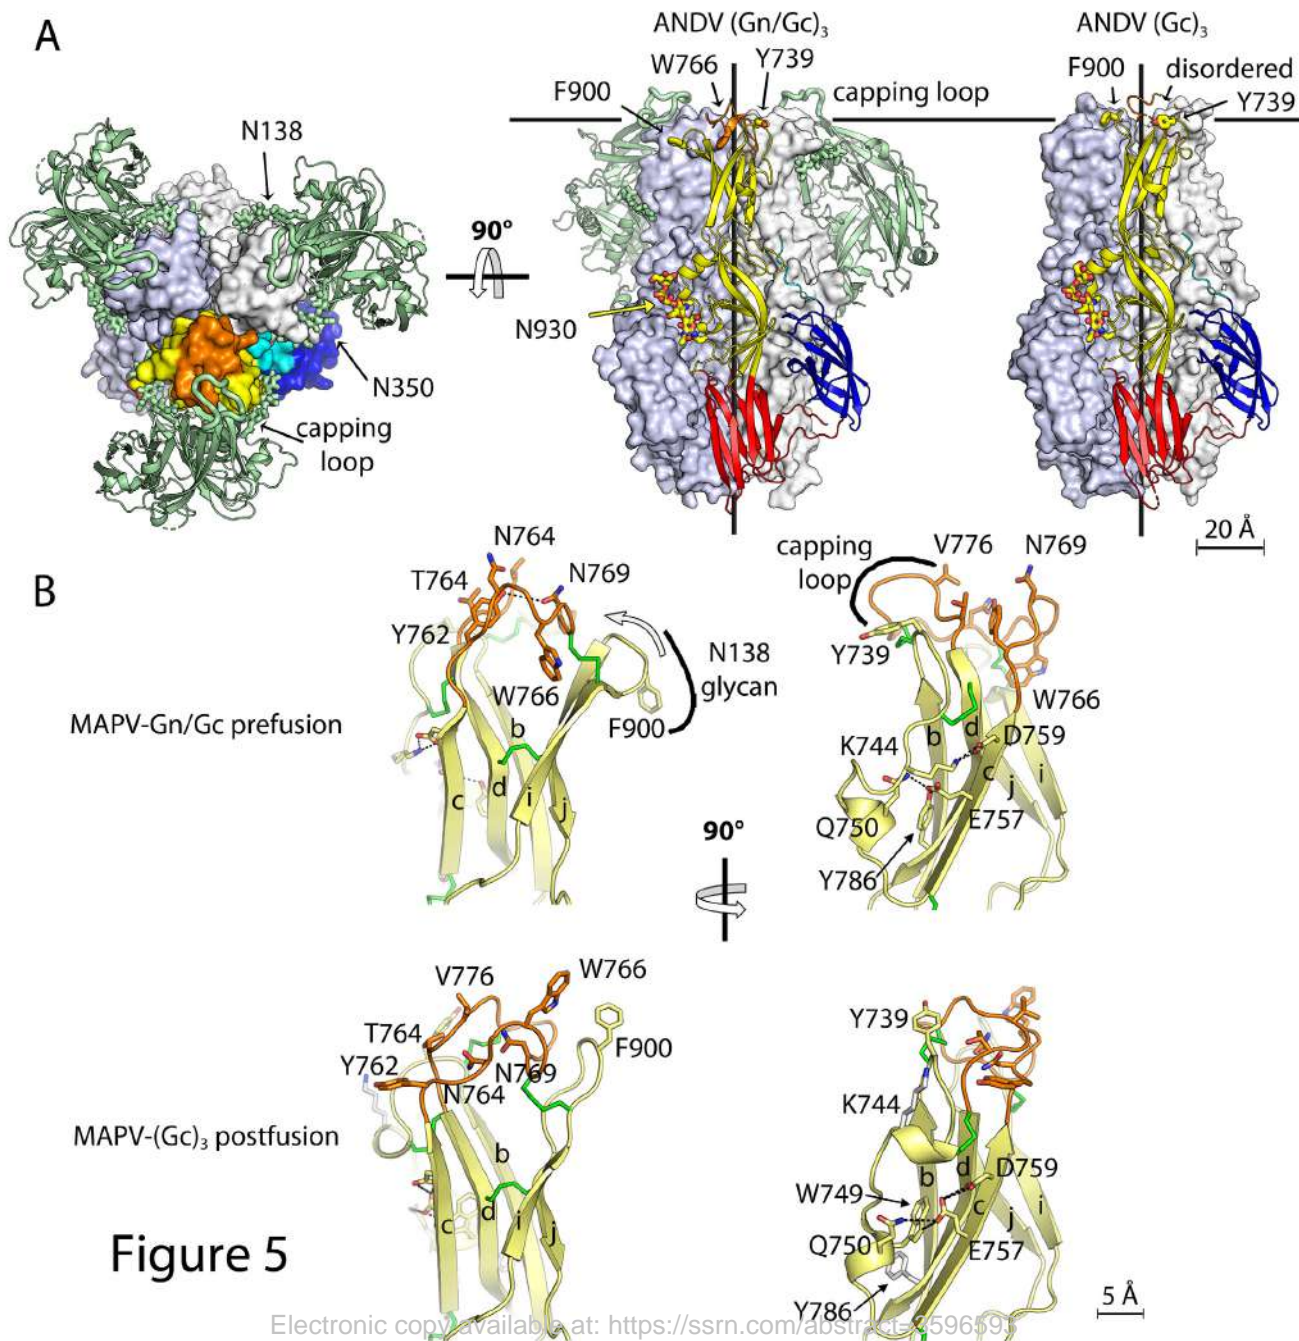 A
ANDV (Gn/Gc)3
ANDV (Gc)3
N138
W766
Y739
F900
capping loop
F900
disordered
Y739
90°
N930
N350
capping
loop
20 Å
B
N764
T764
N769
Y762
W766
N138
glycan
F900
MAPV-Gn/Gc prefusion
b
c
d
i
j
capping
loop
V776
N769
Y739
W766
K744
D759
b
d
c
j
i
Q750
E757
Y786
90°
V776
W766
T764
F900
Y762
N764
N769
MAPV-(Gc)3 postfusion
b
c
d
i
j
Y739
K744
D759
b
d
c
j
i
W749
Q750
E757
Y786
5 Å
Figure 5
Electronic copy available at: https://ssrn.com/abstract=3596595